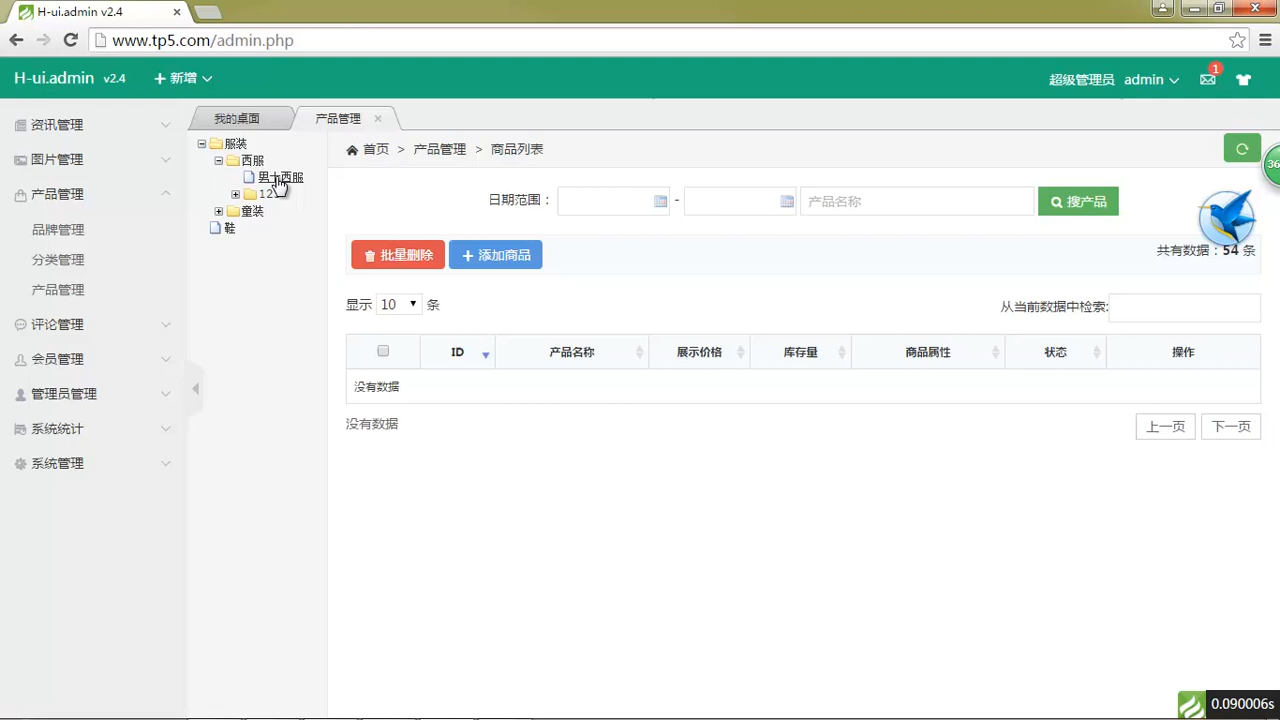 H-ui.admin v2.4
www.tp5.com/admin.php
H-ui.admin v2.4 新增 超级管理员 admin 1
资讯管理
图片管理
产品管理
品牌管理
分类管理
产品管理
评论管理
会员管理
管理员管理
系统统计
系统管理
我的桌面 产品管理
服装
西服
男士西服
12
童装
鞋
首页 > 产品管理 > 商品列表
36
日期范围: - 产品名称 搜产品
批量删除 添加商品 共有数据:54 条
显示 10 条 从当前数据中检索:
ID 产品名称 展示价格 库存量 商品属性 状态 操作
没有数据
没有数据 上一页 下一页
0.090006s